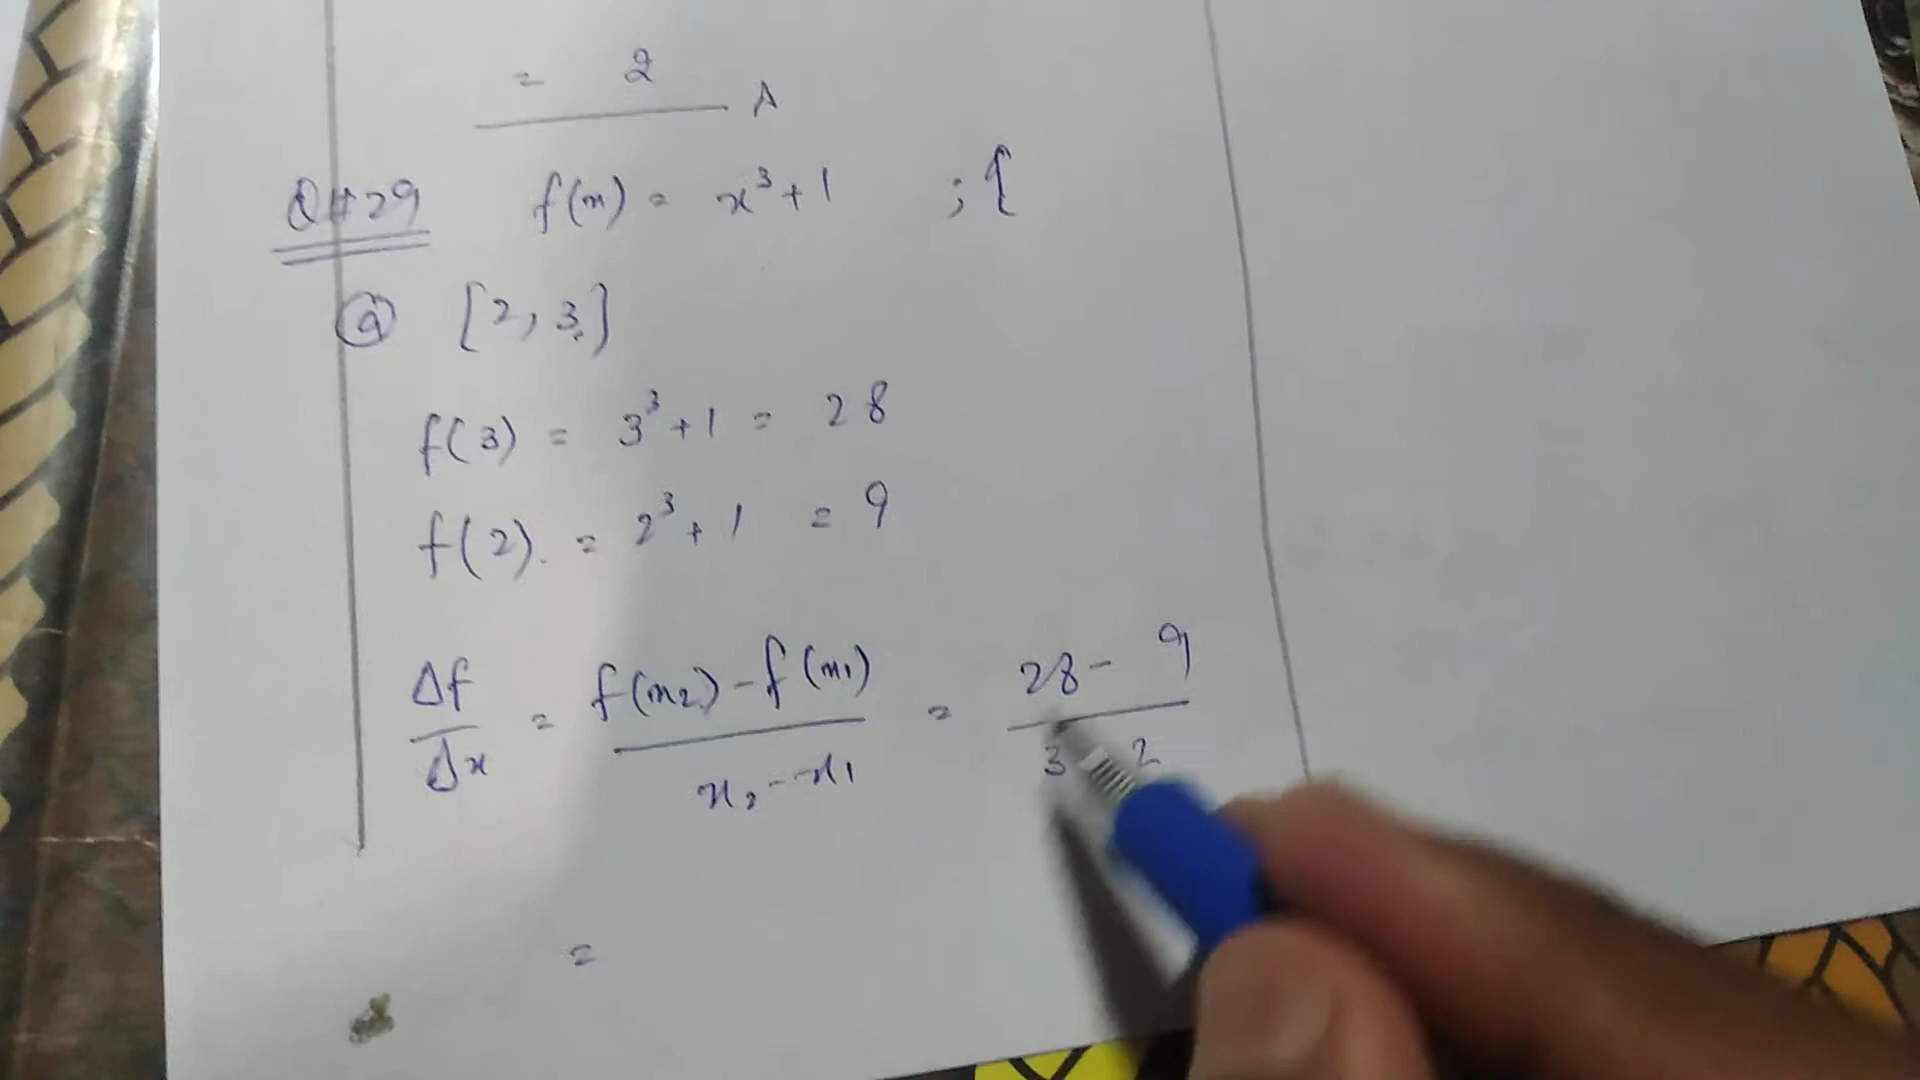 = 2
Q#29 f(x) = x³+1 ; [
ⓐ [2, 3]
f(3) = 3³+1 = 28
f(2) = 2³+1 = 9
Δf/Δx = f(x₂)-f(x₁)/x₂-x₁ = 28-9/3 2
=